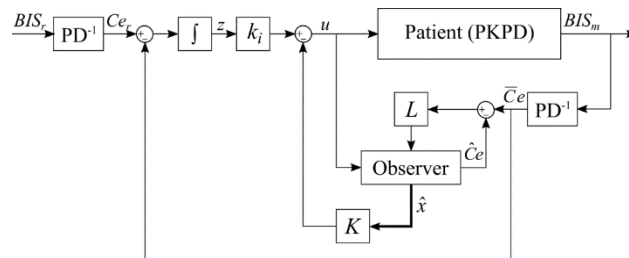 BIS_r PD⁻¹ Ce_r ∫ z k_i u Patient (PKPD) BIS_m
+ − + −
L + − C̅e PD⁻¹
Observer Ĉe
x̂
K